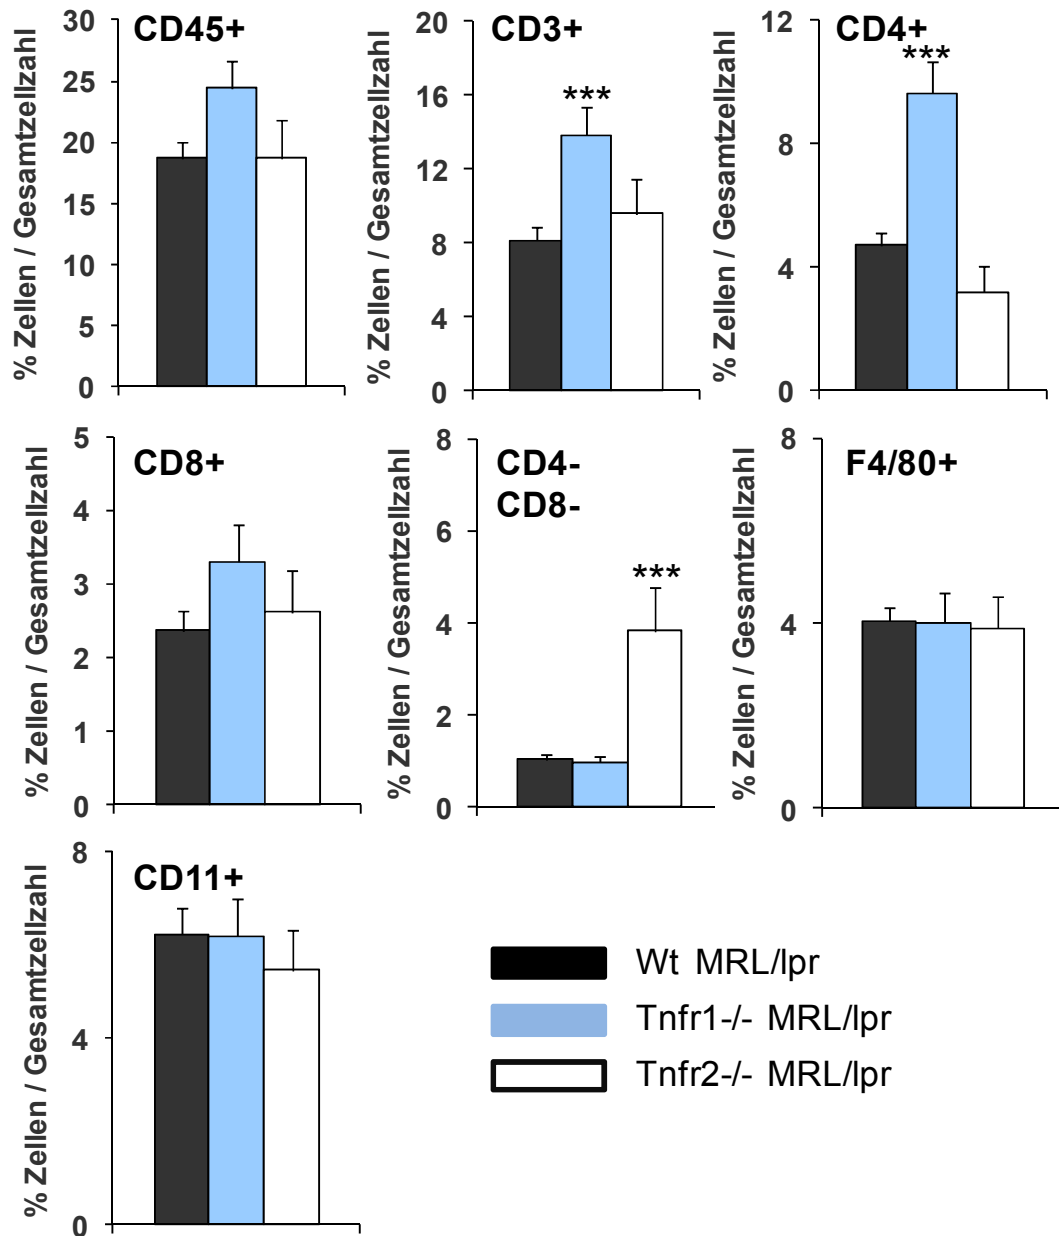 CD45+
% Zellen / Gesamtzellzahl
30
25
20
15
10
5
0
CD3+
***
% Zellen / Gesamtzellzahl
20
16
12
8
4
0
CD4+
***
% Zellen / Gesamtzellzahl
12
8
4
0
CD8+
% Zellen / Gesamtzellzahl
5
4
3
2
1
0
CD4-
CD8-
***
% Zellen / Gesamtzellzahl
8
6
4
2
0
F4/80+
% Zellen / Gesamtzellzahl
8
4
0
CD11+
% Zellen / Gesamtzellzahl
8
4
0
Wt MRL/lpr
Tnfr1-/- MRL/lpr
Tnfr2-/- MRL/lpr